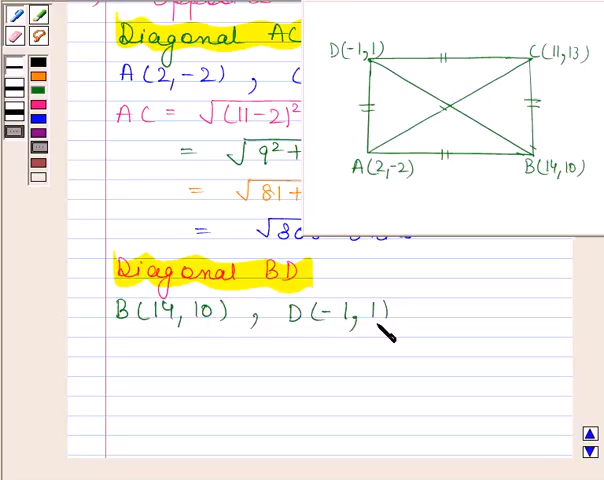 Diagonal AC
A(2,-2) , C
AC = √(11-2)²
= √9²+
= √81+
= √30
Diagonal BD
B(14, 10) , D(-1, 1)
D(-1,1)
C(11,13)
A(2,-2)
B(14,10)